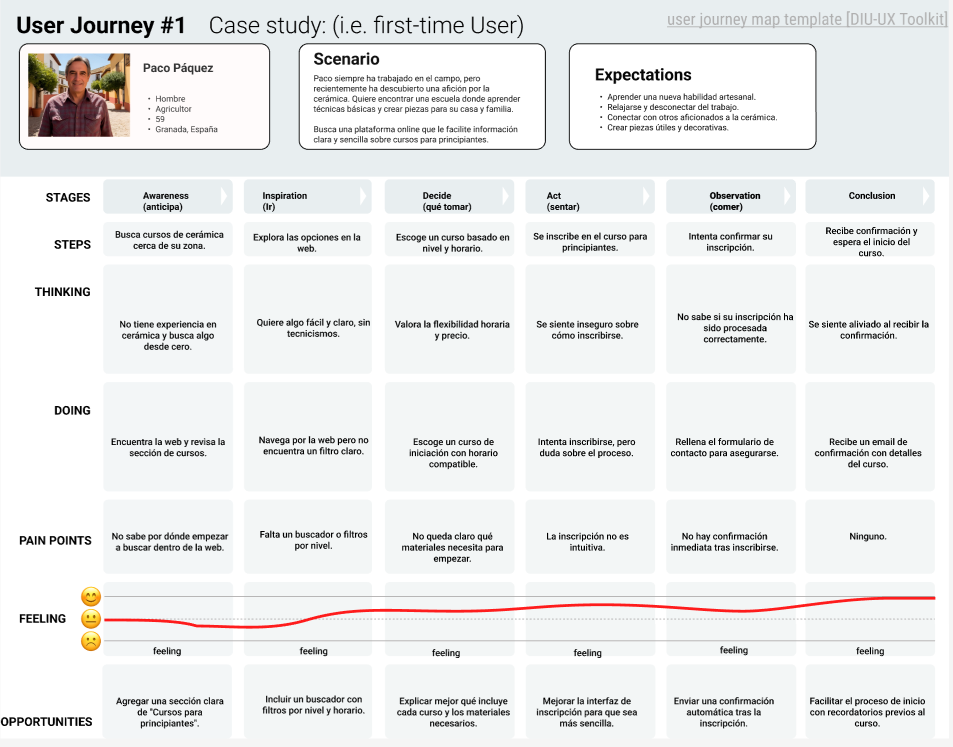 User Journey #1 Case study: (i.e. first-time User)
user journey map template [DIU-UX Toolkit]
Paco Páquez
• Hombre
• Agricultor
• 59
• Granada, España
Scenario
Paco siempre ha trabajado en el campo, pero
recientemente ha descubierto una afición por la
cerámica. Quiere encontrar una escuela donde aprender
técnicas básicas y crear piezas para su casa y familia.
Busca una plataforma online que le facilite información
clara y sencilla sobre cursos para principiantes.
Expectations
• Aprender una nueva habilidad artesanal.
• Relajarse y desconectar del trabajo.
• Conectar con otros aficionados a la cerámica.
• Crear piezas útiles y decorativas.
STAGES
Awareness
(anticipa)
Inspiration
(Ir)
Decide
(qué tomar)
Act
(sentar)
Observation
(comer)
Conclusion
STEPS
Busca cursos de cerámica
cerca de su zona.
Explora las opciones en la
web.
Escoge un curso basado en
nivel y horario.
Se inscribe en el curso para
principiantes.
Intenta confirmar su
inscripción.
Recibe confirmación y
espera el inicio del
curso.
THINKING
No tiene experiencia en
cerámica y busca algo
desde cero.
Quiere algo fácil y claro, sin
tecnicismos.
Valora la flexibilidad horaria
y precio.
Se siente inseguro sobre
cómo inscribirse.
No sabe si su inscripción ha
sido procesada
correctamente.
Se siente aliviado al recibir la
confirmación.
DOING
Encuentra la web y revisa la
sección de cursos.
Navega por la web pero no
encuentra un filtro claro.
Escoge un curso de
iniciación con horario
compatible.
Intenta inscribirse, pero
duda sobre el proceso.
Rellena el formulario de
contacto para asegurarse.
Recibe un email de
confirmación con detalles
del curso.
PAIN POINTS
No sabe por dónde empezar
a buscar dentro de la web.
Falta un buscador o filtros
por nivel.
No queda claro qué
materiales necesita para
empezar.
La inscripción no es
intuitiva.
No hay confirmación
inmediata tras inscribirse.
Ninguno.
FEELING
feeling
feeling
feeling
feeling
feeling
feeling
OPPORTUNITIES
Agregar una sección clara
de "Cursos para
principiantes".
Incluir un buscador con
filtros por nivel y horario.
Explicar mejor qué incluye
cada curso y los materiales
necesarios.
Mejorar la interfaz de
inscripción para que sea
más sencilla.
Enviar una confirmación
automática tras la
inscripción.
Facilitar el proceso de inicio
con recordatorios previos al
curso.